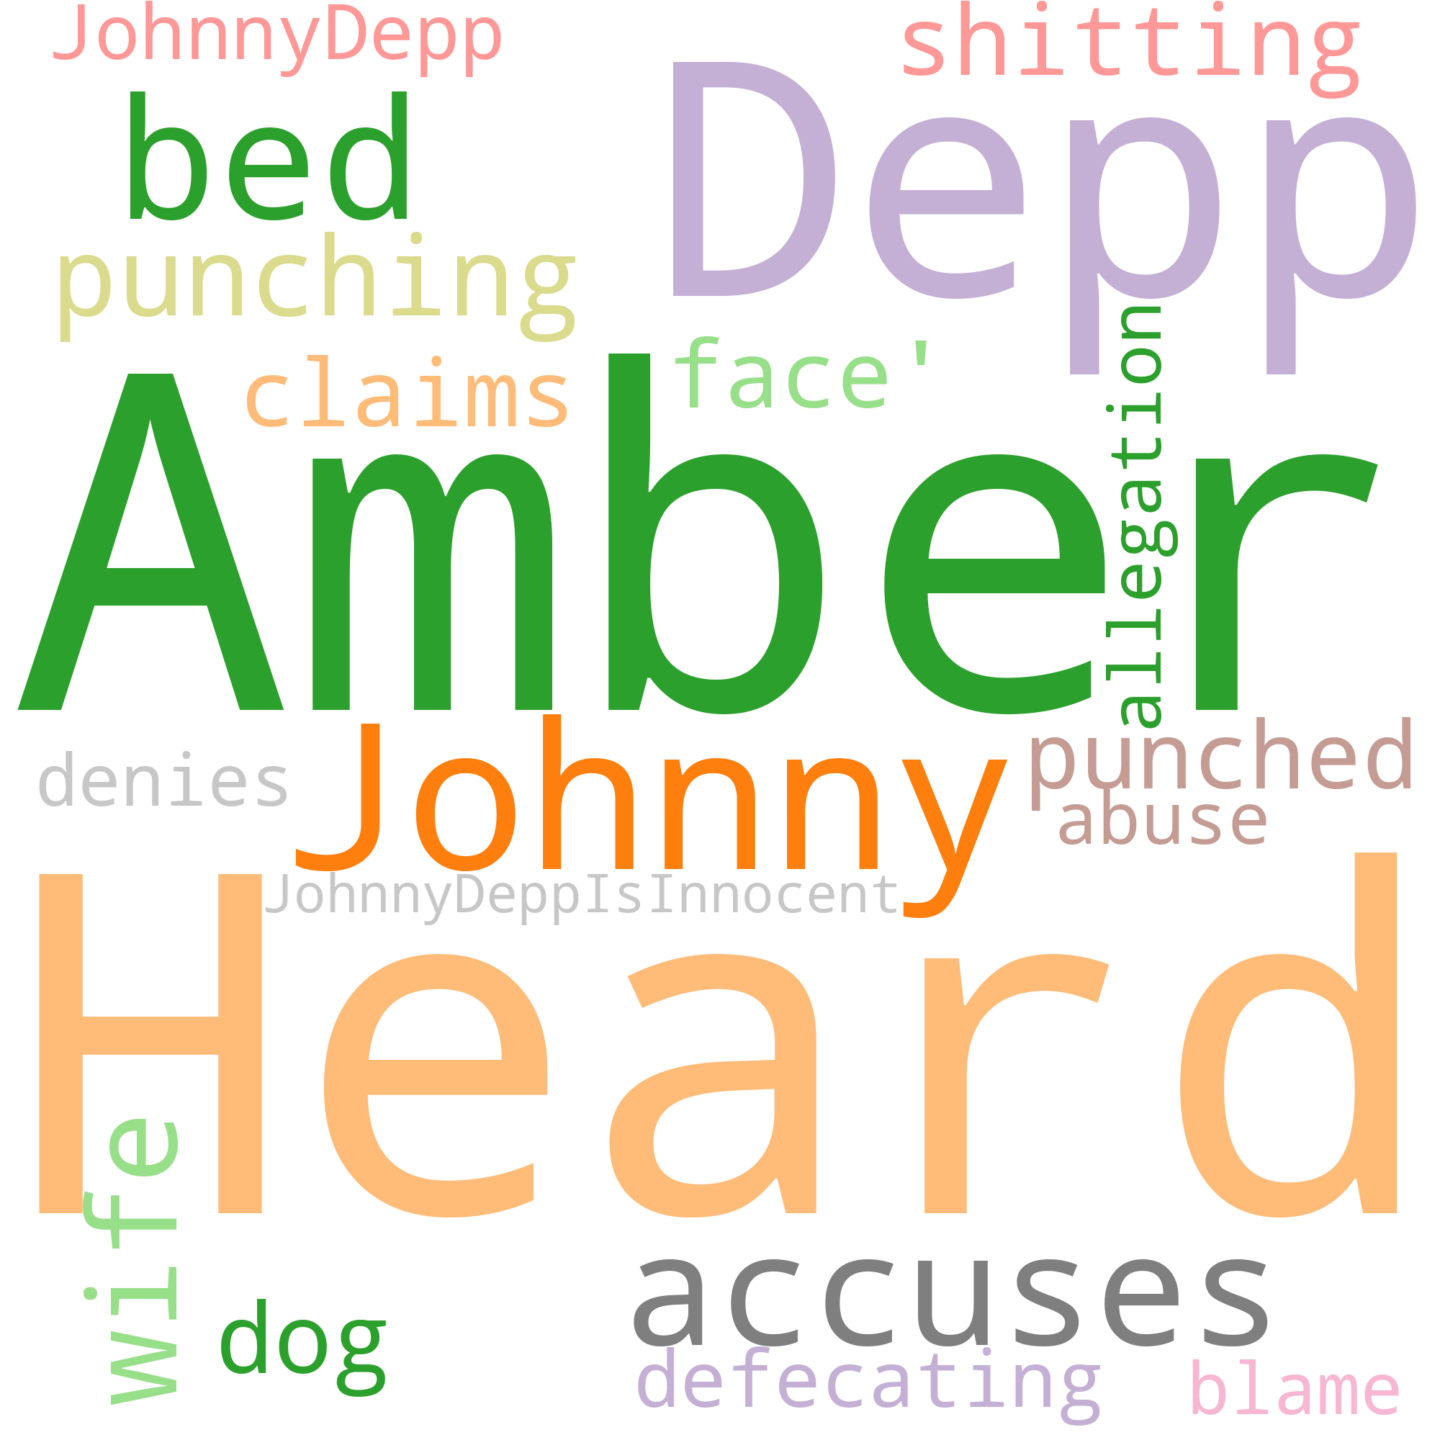 JohnnyDepp
shitting
Depp
bed
punching
claims
face'
allegation
Amber
denies
Johnny
punched
abuse
JohnnyDeppIsInnocent
Heard
wife
accuses
dog
defecating
blame